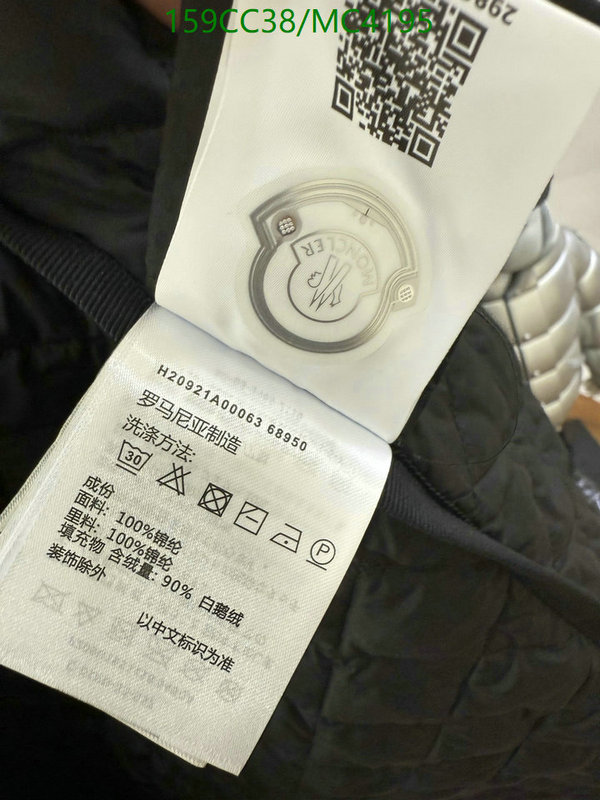 159CC38/MC4195
MONCLER
H20921A00063 68950
罗马尼亚制造
洗涤方法:
30
P
成份
面料: 100%锦纶
里料: 100%锦纶
填充物 含绒量: 90% 白鹅绒
装饰除外
以中文标识为准